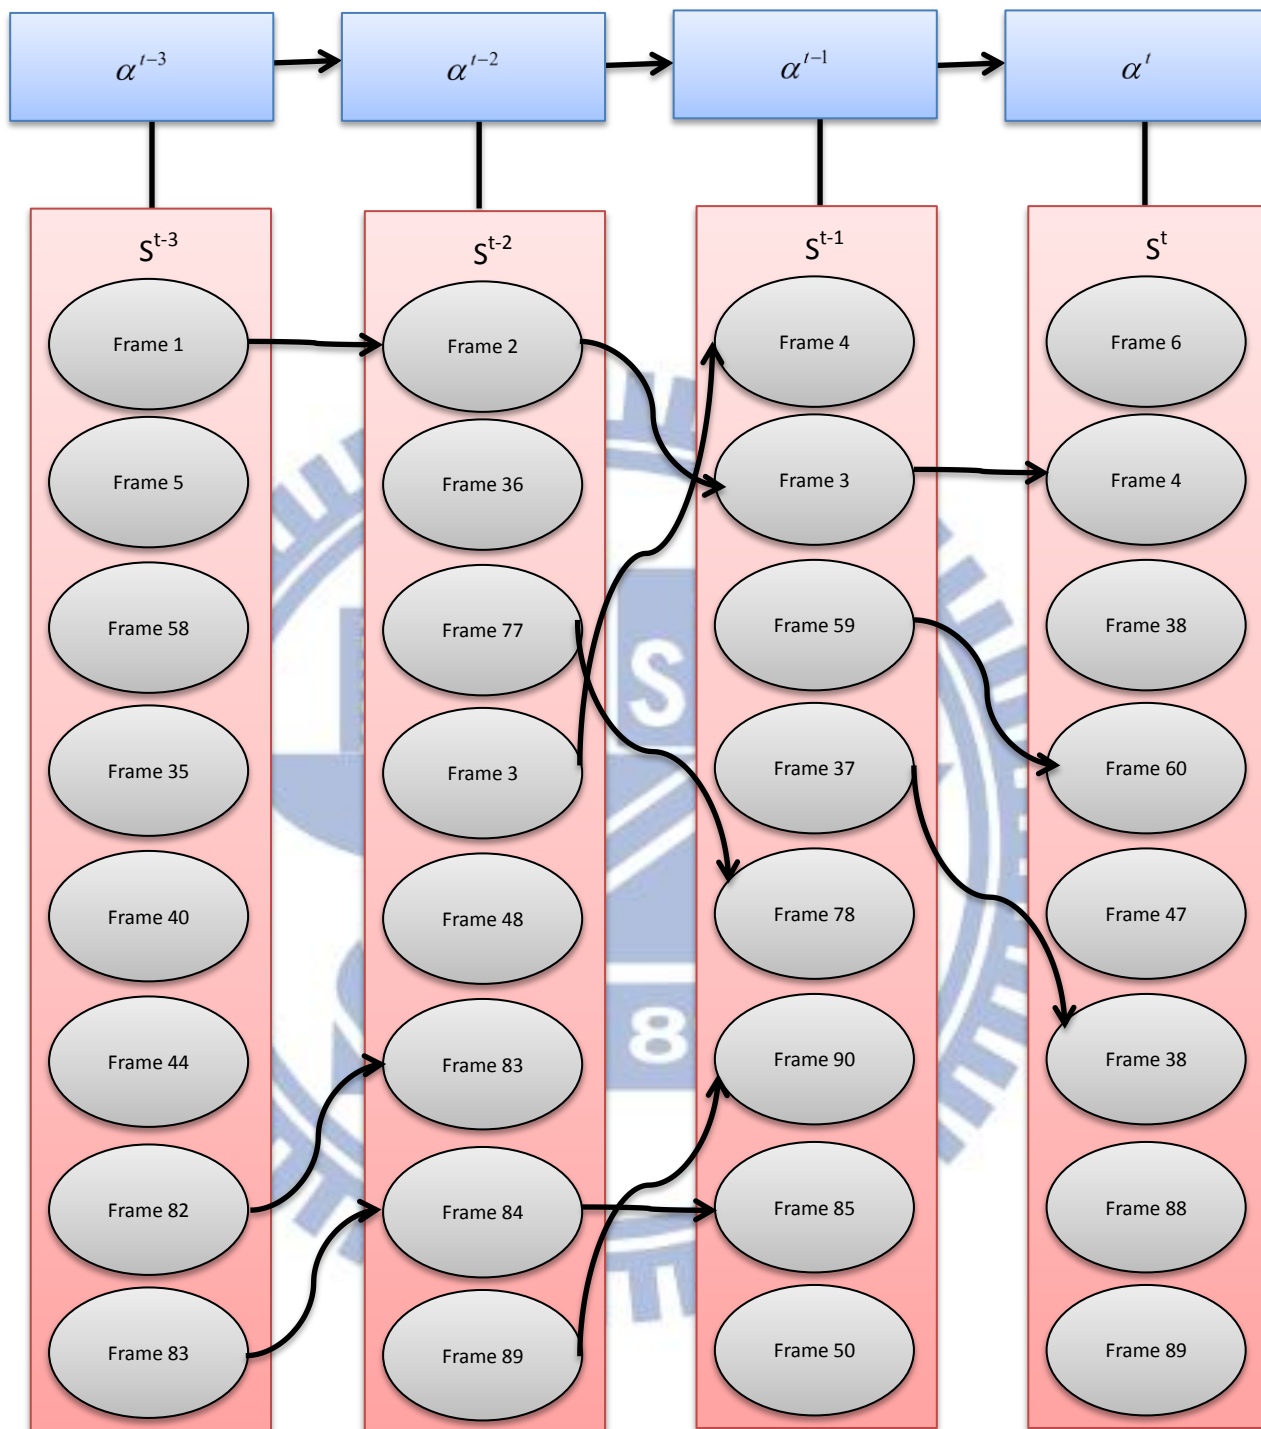 α^{t−3} α^{t−2} α^{t−1} α^{t}
S^{t-3} S^{t-2} S^{t-1} S^{t}
Frame 1 Frame 2 Frame 4 Frame 6
Frame 5 Frame 36 Frame 3 Frame 4
Frame 58 Frame 77 Frame 59 Frame 38
S
Frame 35 Frame 3 Frame 37 Frame 60
Frame 40 Frame 48 Frame 78 Frame 47
8
Frame 44 Frame 83 Frame 90 Frame 38
Frame 82 Frame 84 Frame 85 Frame 88
Frame 83 Frame 89 Frame 50 Frame 89